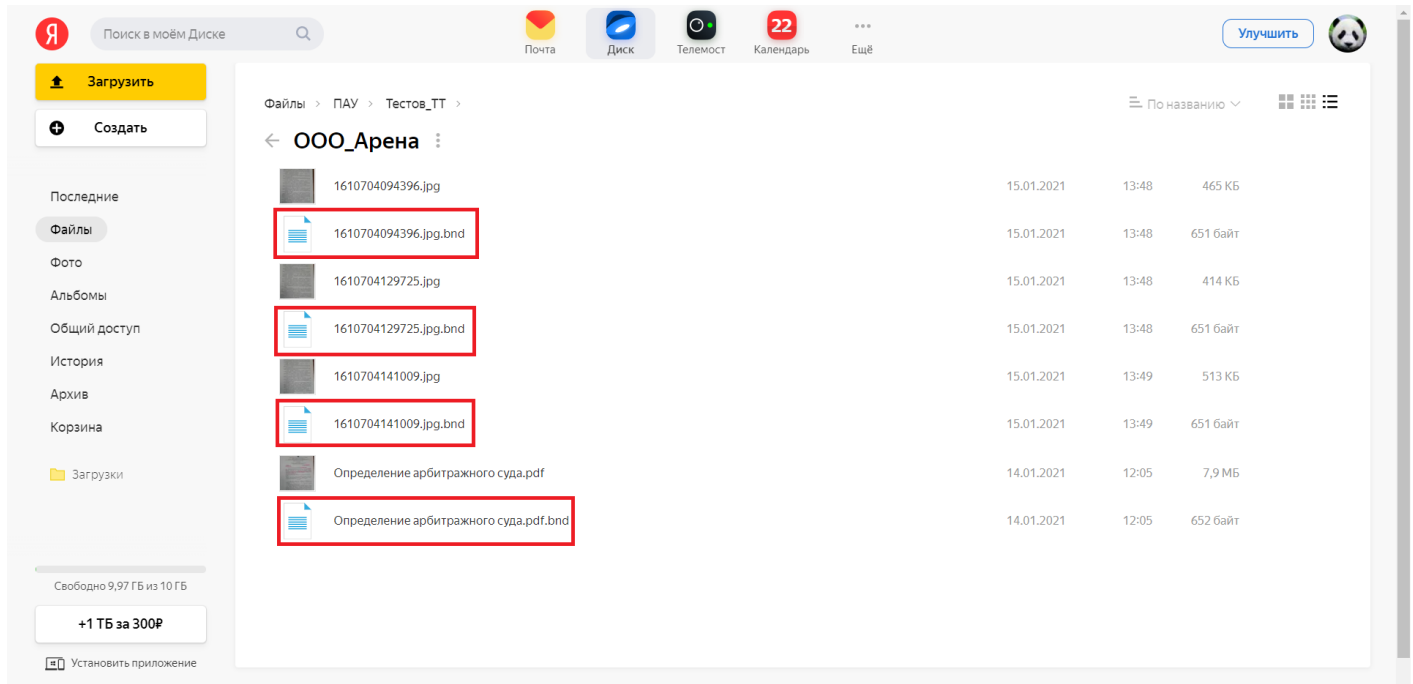 Я
Поиск в моём Диске
Почта
Диск
Телемост
22
Календарь
Ещё
Улучшить
Загрузить
Создать
Последние
Файлы
Фото
Альбомы
Общий доступ
История
Архив
Корзина
Загрузки
Свободно 9,97 ГБ из 10 ГБ
+1 ТБ за 300₽
Установить приложение
Файлы > ПАУ > Тестов_ТТ >
По названию
ООО_Арена
1610704094396.jpg 15.01.2021 13:48 465 КБ
1610704094396.jpg.bnd 15.01.2021 13:48 651 байт
1610704129725.jpg 15.01.2021 13:48 414 КБ
1610704129725.jpg.bnd 15.01.2021 13:48 651 байт
1610704141009.jpg 15.01.2021 13:49 513 КБ
1610704141009.jpg.bnd 15.01.2021 13:49 651 байт
Определение арбитражного суда.pdf 14.01.2021 12:05 7,9 МБ
Определение арбитражного суда.pdf.bnd 14.01.2021 12:05 652 байт